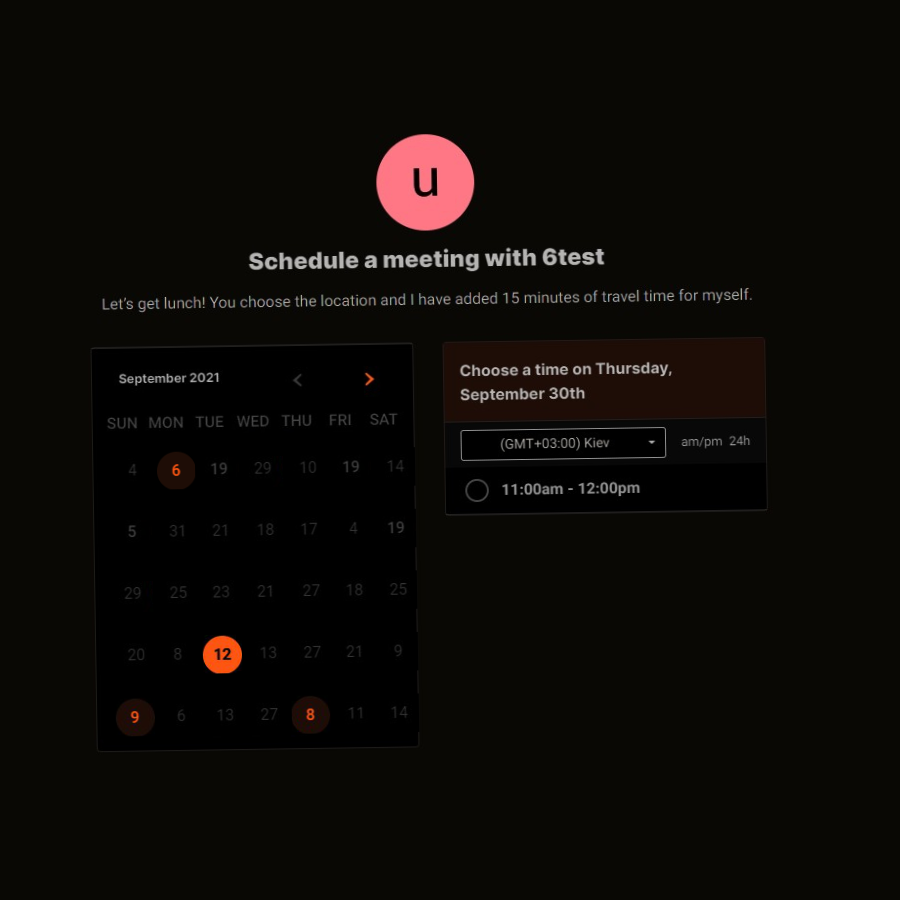 u
Schedule a meeting with 6test
Let's get lunch! You choose the location and I have added 15 minutes of travel time for myself.
September 2021
SUN MON TUE WED THU FRI SAT
4 6 19 29 10 19 14
5 31 21 18 17 4 19
29 25 23 21 27 18 25
20 8 12 13 27 21 9
9 6 13 27 8 11 14
Choose a time on Thursday,
September 30th
(GMT+03:00) Kiev
am/pm 24h
11:00am - 12:00pm